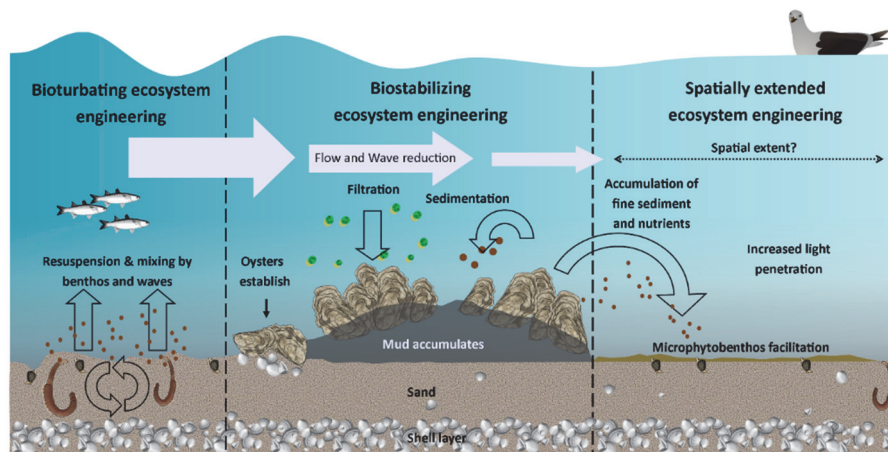 Bioturbating ecosystem
engineering
Biostabilizing
ecosystem engineering
Spatially extended
ecosystem engineering
Spatial extent?
Flow and Wave reduction
Filtration
Sedimentation
Accumulation of
fine sediment
and nutrients
Increased light
penetration
Resuspension & mixing by
benthos and waves
Oysters
establish
Mud accumulates
Microphytobenthos facilitation
Sand
Shell layer